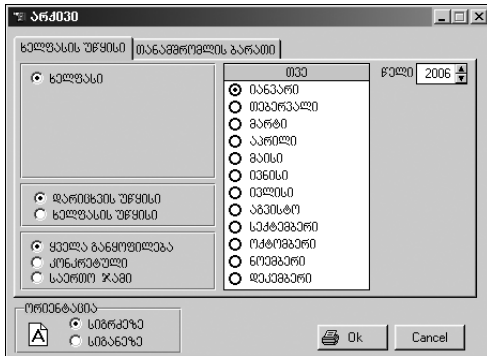 არქივი
ხელფასის უწყისი თანამშრომლის ბარათი
ხელფასი
დარიცხვის უწყისი
ხელფასის უწყისი
ყველა განყოფილება
კონკრეტული
საერთო ჯამი
თვე
იანვარი
თებერვალი
მარტი
აპრილი
მაისი
ივნისი
ივლისი
აგვისტო
სექტემბერი
ოქტომბერი
ნოემბერი
დეკემბერი
წელი 2006
ორიენტაცია
A
სიგრძეზე
სიგანეზე
Ok Cancel